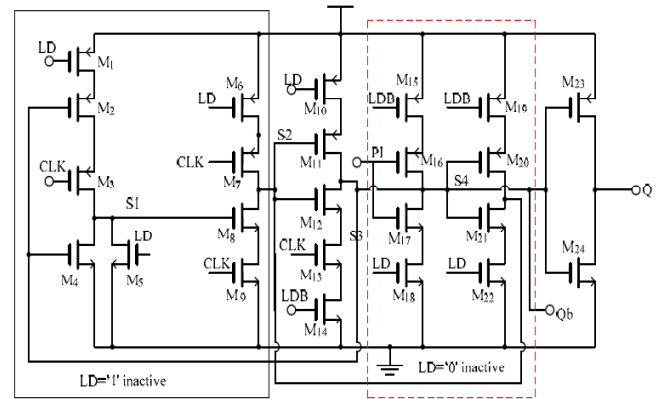 LD
M1
M2
CLK
M3
S1
M4
M5
LD
M6
LD
CLK
M7
M8
CLK
M9
S2
LD
M10
M11
M12
S3
CLK
M13
LDB
M14
M15
LDB
PI
M16
M17
LD
M18
S4
LDB
M19
M20
M21
LD
M22
M23
Q
M24
Qb
LD='1' inactive
LD='0' inactive